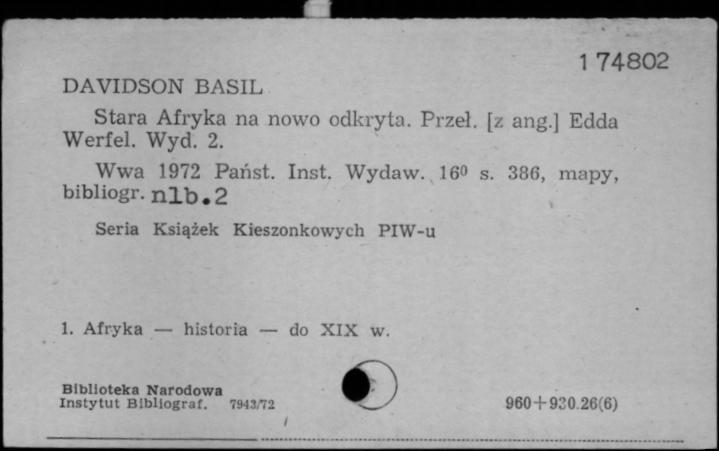 174802
DAVIDSON BASIL
Stara Afryka na nowo odkryta. Przeł. [z ang.] Edda
Werfel. Wyd. 2.
Wwa 1972 Państ. Inst. Wydaw. 16⁰ s. 386, mapy,
bibliogr. nlb.2
Seria Książek Kieszonkowych PIW-u
1. Afryka — historia — do XIX w.
Biblioteka Narodowa
Instytut Bibliograf. 7943/72
960+930.26(6)